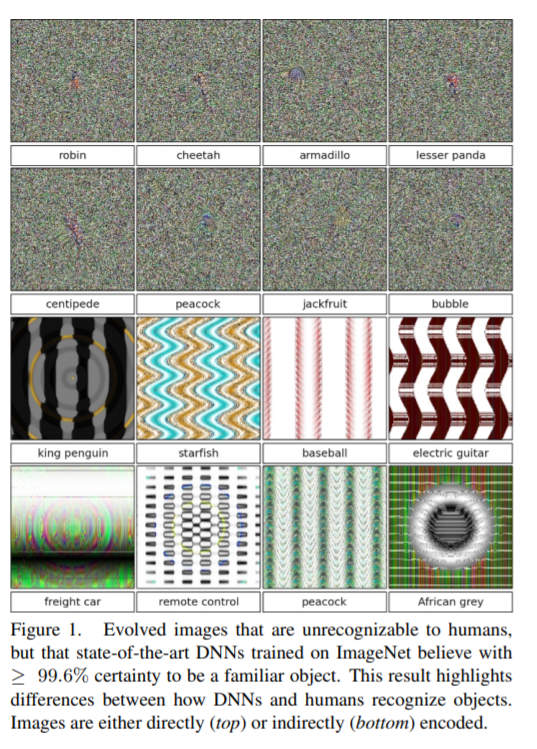 robin cheetah armadillo lesser panda
centipede peacock jackfruit bubble
king penguin starfish baseball electric guitar
freight car remote control peacock African grey
Figure 1. Evolved images that are unrecognizable to humans,
but that state-of-the-art DNNs trained on ImageNet believe with
≥ 99.6% certainty to be a familiar object. This result highlights
differences between how DNNs and humans recognize objects.
Images are either directly (top) or indirectly (bottom) encoded.